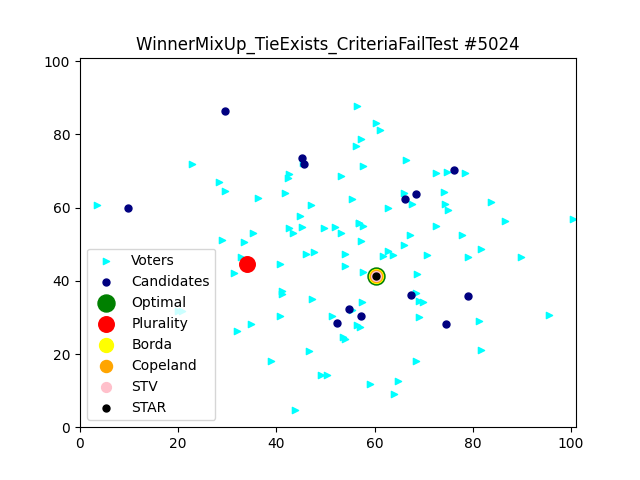 WinnerMixUp_TieExists_CriteriaFailTest #5024
100
80
60
40
20
0
Voters
Candidates
Optimal
Plurality
Borda
Copeland
STV
STAR
0 20 40 60 80 100